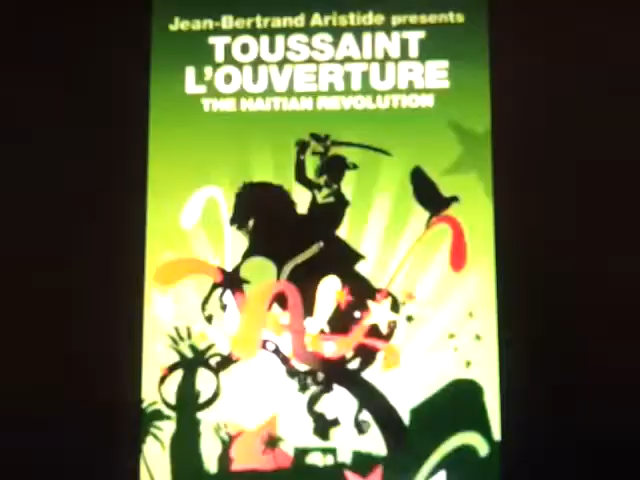 Jean-Bertrand Aristide presents
TOUSSAINT
L'OUVERTURE
THE HAITIAN REVOLUTION